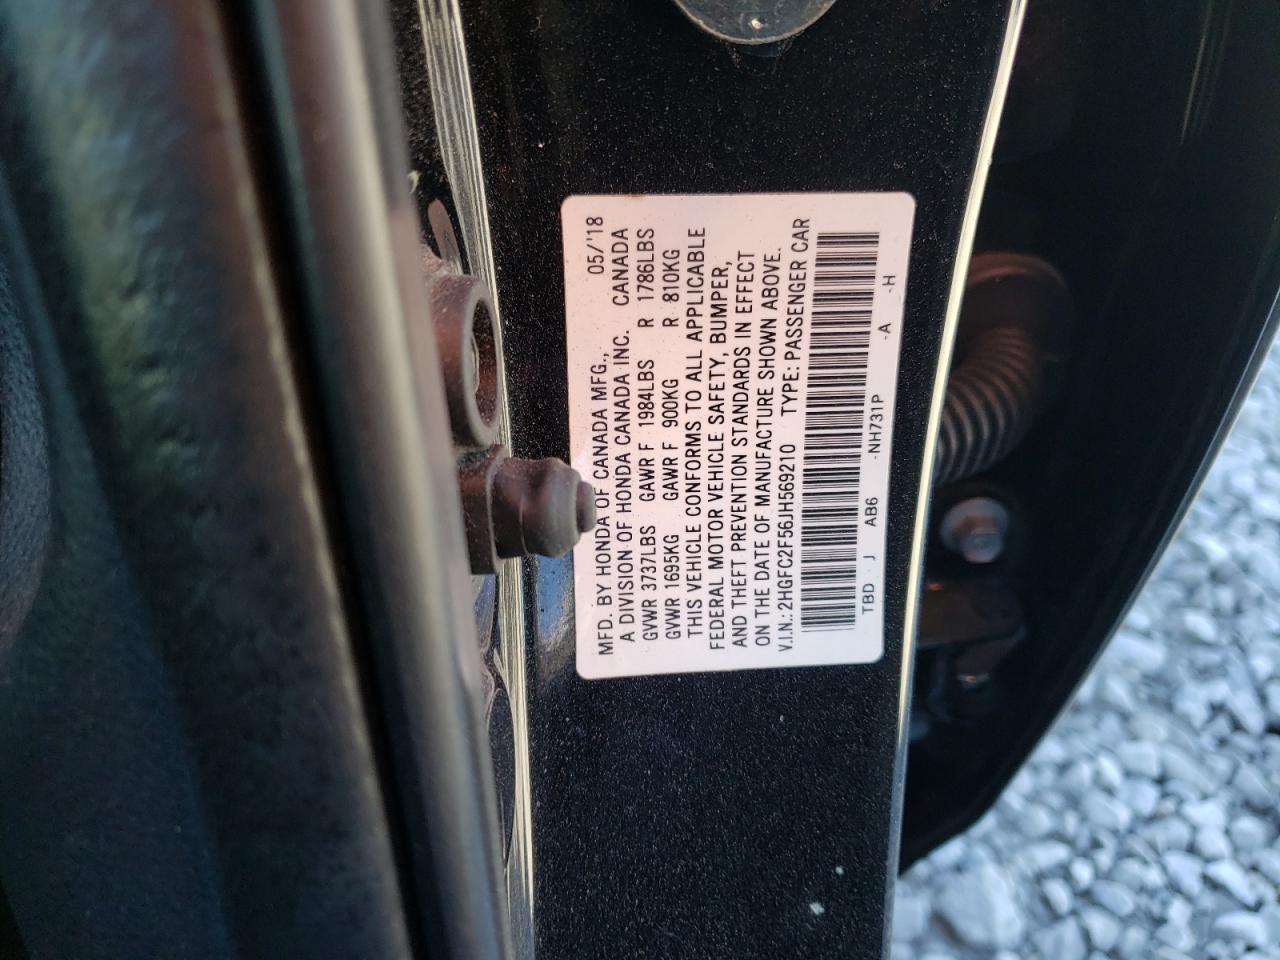 MFD. BY HONDA OF CANADA MFG., 05/'18
A DIVISION OF HONDA CANADA INC. CANADA
GVWR 3737LBS GAWR F 1984LBS R 1786LBS
GVWR 1695KG GAWR F 900KG R 810KG
THIS VEHICLE CONFORMS TO ALL APPLICABLE
FEDERAL MOTOR VEHICLE SAFETY, BUMPER,
AND THEFT PREVENTION STANDARDS IN EFFECT
ON THE DATE OF MANUFACTURE SHOWN ABOVE.
V.I.N.: 2HGFC2F56JH569210 TYPE: PASSENGER CAR
TBD J AB6 -NH731P -A -H